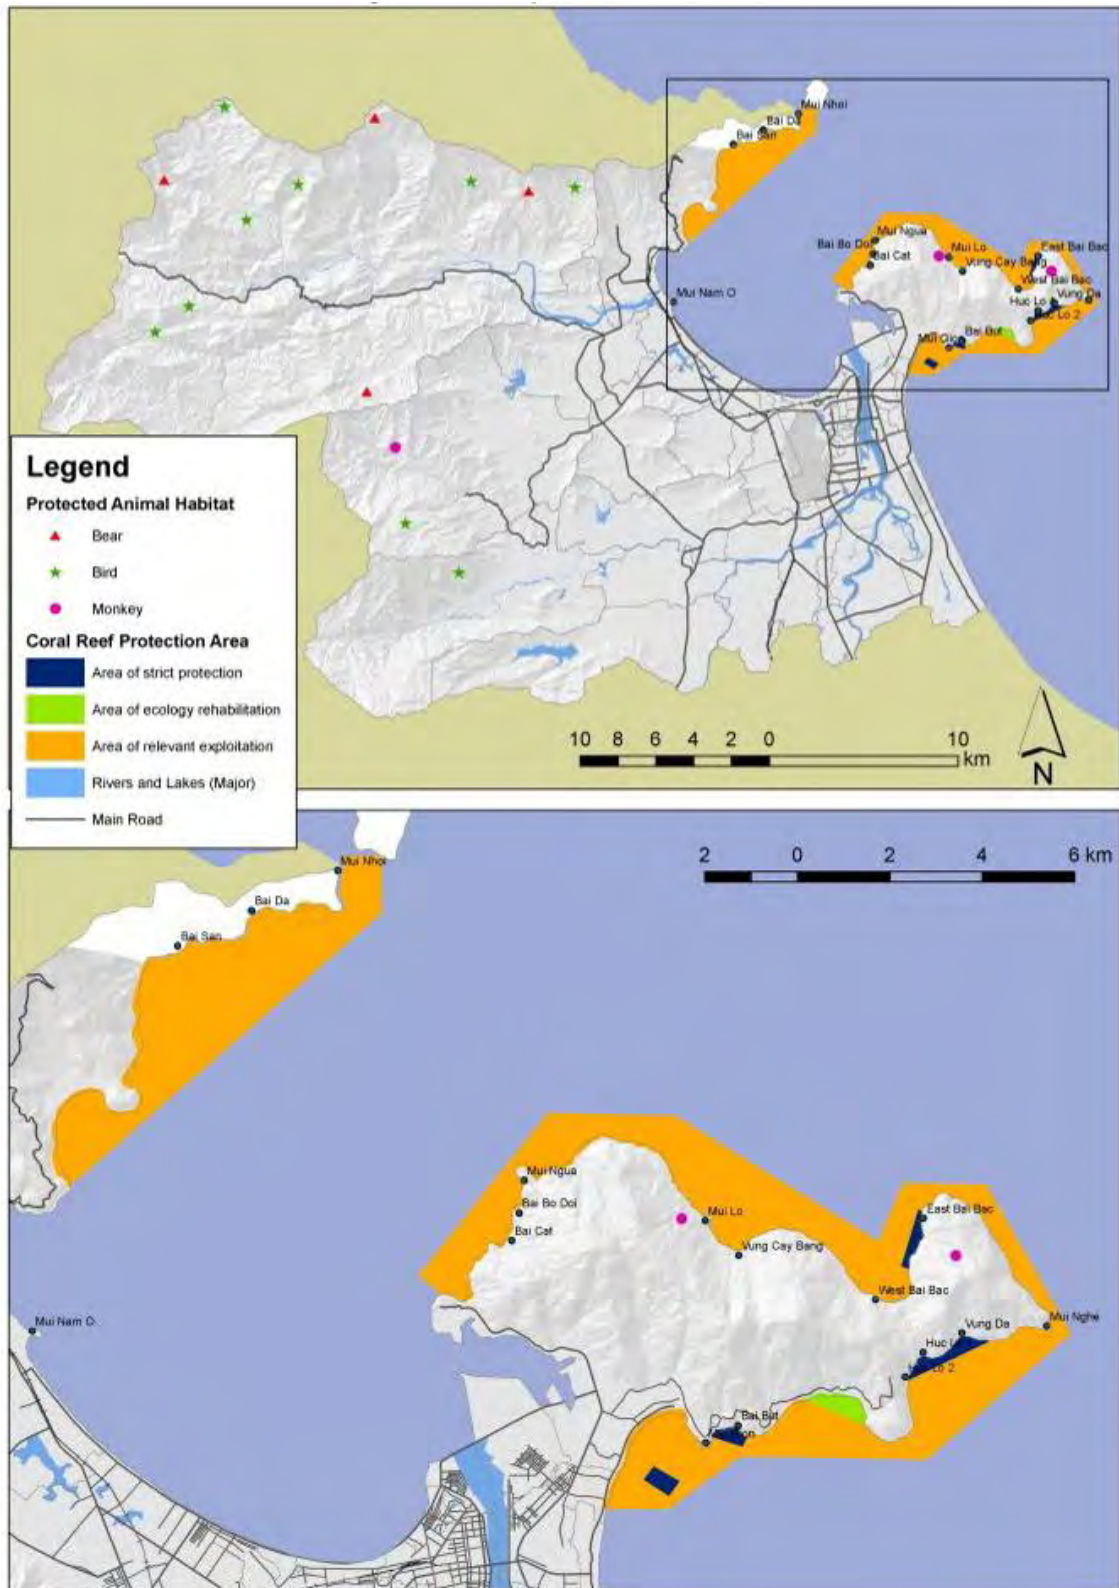 Mui Nhoi
Bai Da
Bai San
Mui Ngua
Bai Bo Doi
Bai Cat
Mui Lo
East Bai Bac
Vung Cay Bang
West Bai Bac
Mui Nam O
Huc Lo
Vung Da
Huc Lo 2
Bai But
Legend
Protected Animal Habitat
Bear
Bird
Monkey
Coral Reef Protection Area
Area of strict protection
Area of ecology rehabilitation
Area of relevant exploitation
Rivers and Lakes (Major)
Main Road
10 8 6 4 2 0 10
km
N
2 0 2 4 6 km
Mui Nhoi
Bai Da
Bai San
Mui Ngua
Bai Bo Doi
Bai Cat
Mui Lo
East Bai Bac
Vung Cay Bang
West Bai Bac
Mui Nghe
Mui Nam O
Vung Da
Lo 2
Bai But